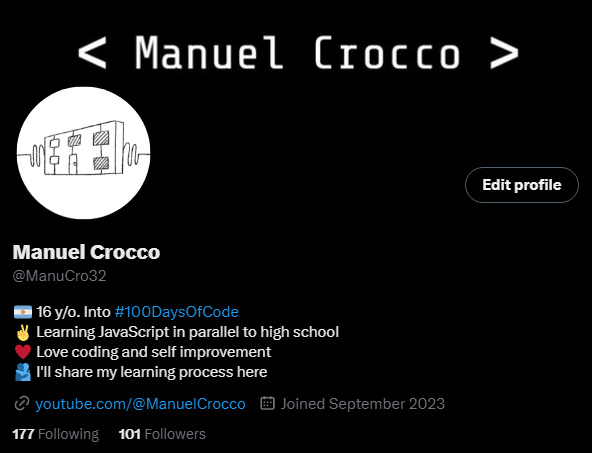 < Manuel Crocco >
Edit profile
Manuel Crocco
@ManuCro32
🇦🇷 16 y/o. Into #100DaysOfCode
✌️ Learning JavaScript in parallel to high school
❤️ Love coding and self improvement
🫂 I'll share my learning process here
youtube.com/@ManuelCrocco Joined September 2023
177 Following 101 Followers